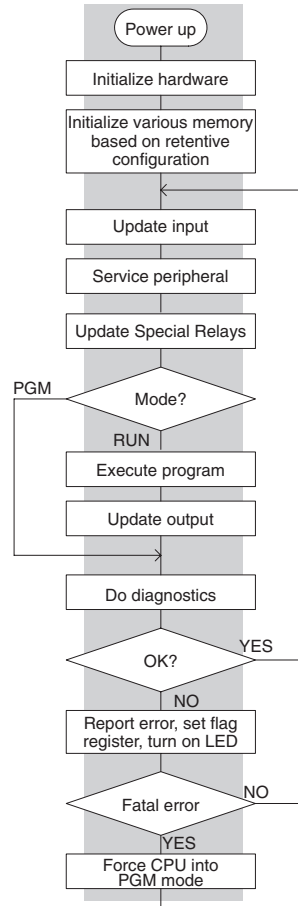 Power up
Initialize hardware
Initialize various memory
based on retentive
configuration
Update input
Service peripheral
Update Special Relays
PGM
Mode?
RUN
Execute program
Update output
Do diagnostics
YES
OK?
NO
Report error, set flag
register, turn on LED
NO
Fatal error
YES
Force CPU into
PGM mode